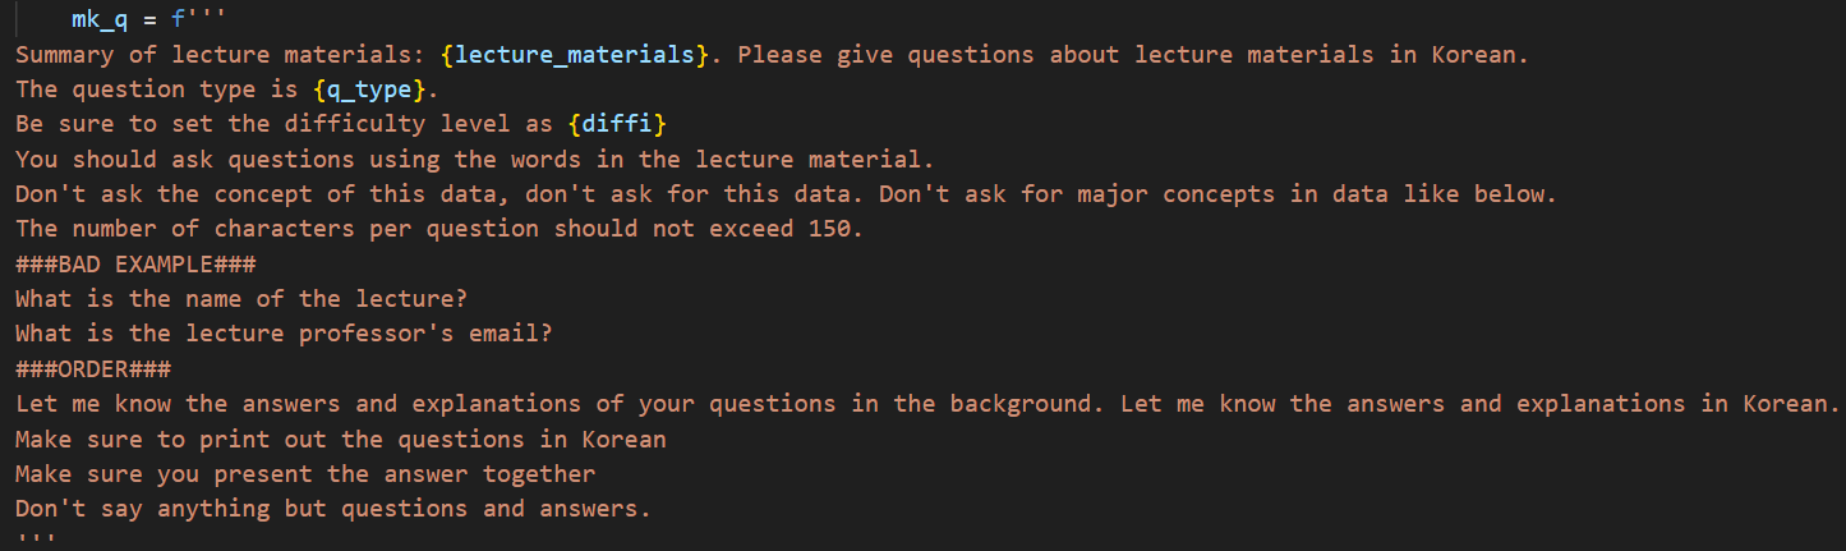 mk_q = f'''
Summary of lecture materials: {lecture_materials}. Please give questions about lecture materials in Korean.
The question type is {q_type}.
Be sure to set the difficulty level as {diffi}
You should ask questions using the words in the lecture material.
Don't ask the concept of this data, don't ask for this data. Don't ask for major concepts in data like below.
The number of characters per question should not exceed 150.
###BAD EXAMPLE###
What is the name of the lecture?
What is the lecture professor's email?
###ORDER###
Let me know the answers and explanations of your questions in the background. Let me know the answers and explanations in Korean.
Make sure to print out the questions in Korean
Make sure you present the answer together
Don't say anything but questions and answers.
'''